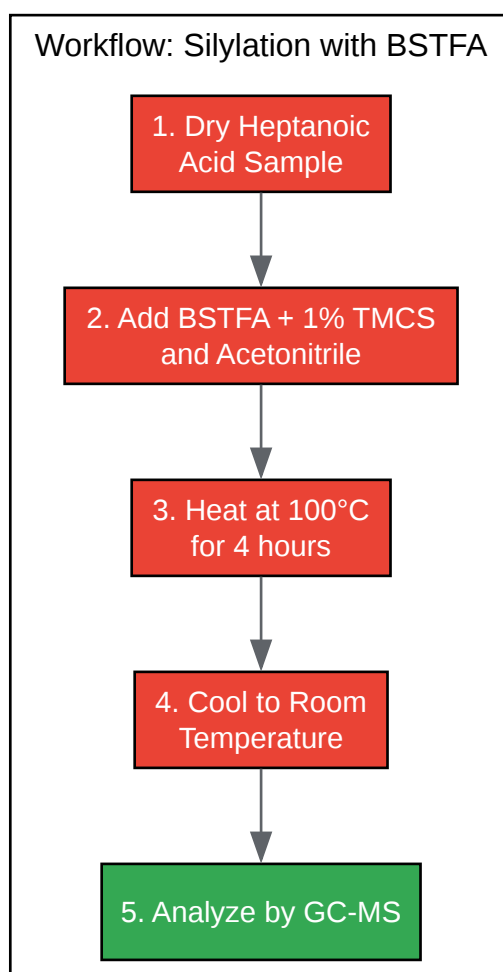 Workflow: Silylation with BSTFA
1. Dry Heptanoic
Acid Sample
2. Add BSTFA + 1% TMCS
and Acetonitrile
3. Heat at 100°C
for 4 hours
4. Cool to Room
Temperature
5. Analyze by GC-MS